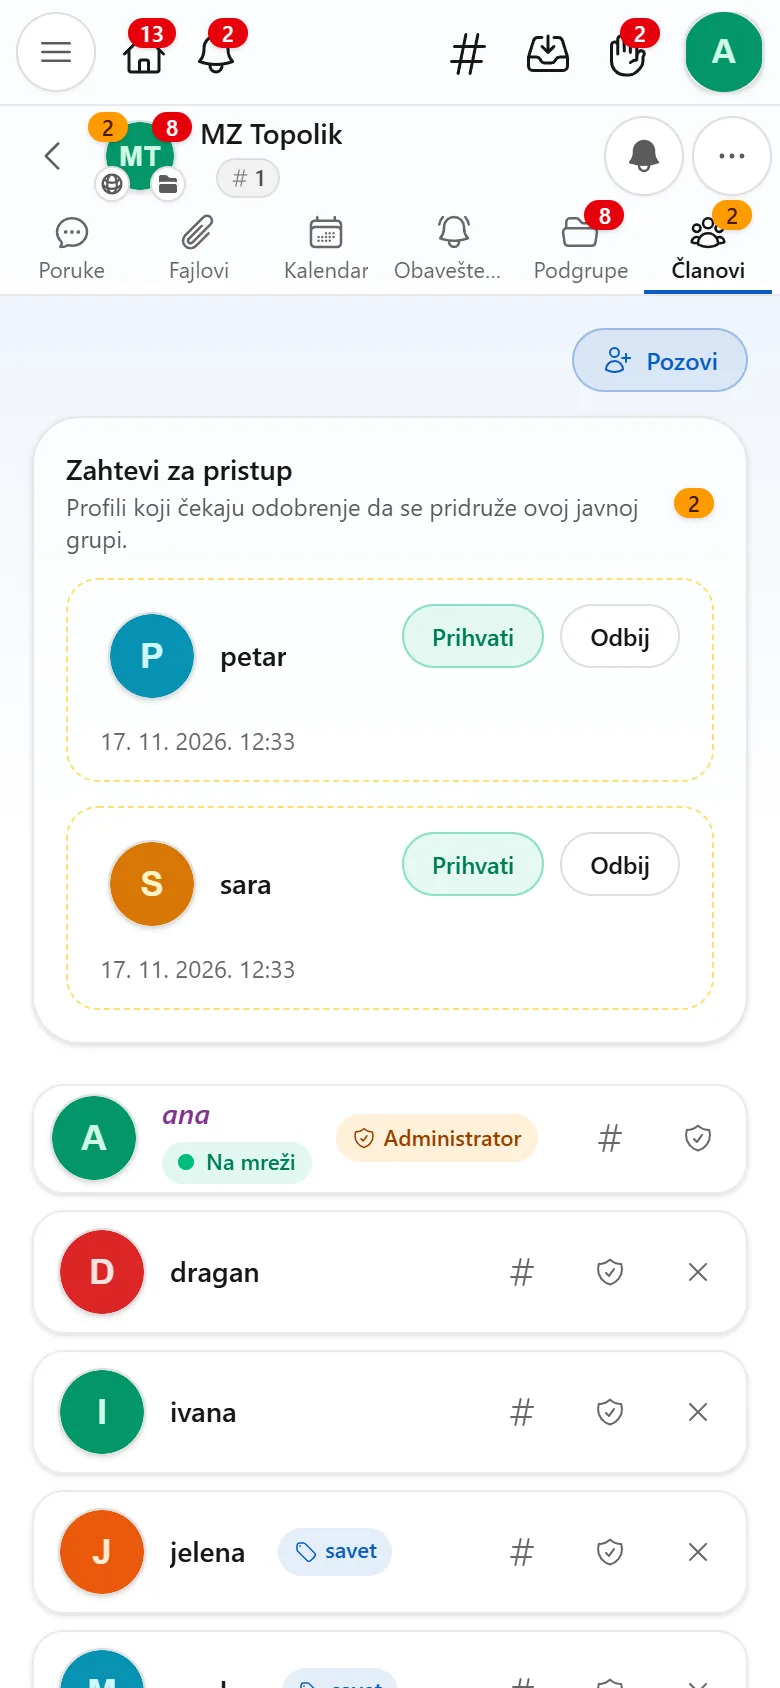 13
2
2
A
2
8
MT
MZ Topolik
# 1
Poruke
Fajlovi
Kalendar
Obavešte...
Podgrupe
8
Članovi
2
Pozovi
Zahtevi za pristup
Profili koji čekaju odobrenje da se pridruže ovoj javnoj
grupi.
2
P
petar
Prihvati
Odbij
17. 11. 2026. 12:33
S
sara
Prihvati
Odbij
17. 11. 2026. 12:33
A
ana
Na mreži
Administrator
D
dragan
I
ivana
J
jelena
savet
M
savet